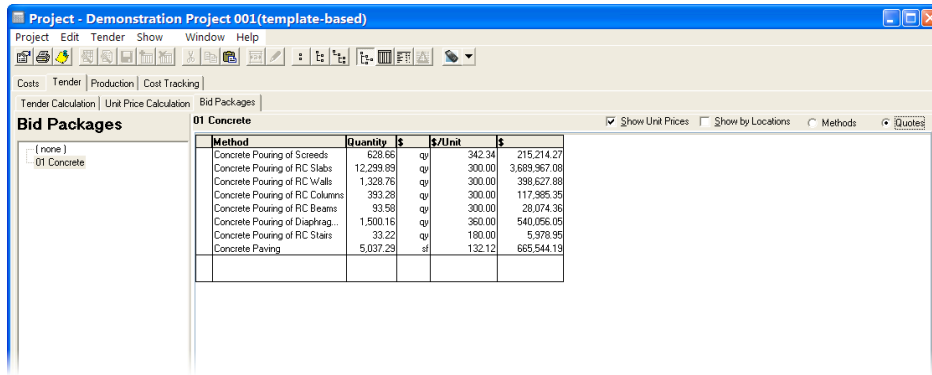 Project - Demonstration Project 001(template-based)
Project Edit Tender Show Window Help
Costs Tender Production Cost Tracking
Tender Calculation Unit Price Calculation Bid Packages
Bid Packages 01 Concrete Show Unit Prices Show by Locations Methods Quotes
(none)
01 Concrete
Method Quantity $ $/Unit $
Concrete Pouring of Screeds 628.66 qy 342.34 215,214.27
Concrete Pouring of RC Slabs 12,299.89 qy 300.00 3,689,967.08
Concrete Pouring of RC Walls 1,328.76 qy 300.00 398,627.88
Concrete Pouring of RC Columns 393.28 qy 300.00 117,985.35
Concrete Pouring of RC Beams 93.58 qy 300.00 28,074.36
Concrete Pouring of Diaphrag... 1,500.16 qy 360.00 540,056.05
Concrete Pouring of RC Stairs 33.22 qy 180.00 5,978.95
Concrete Paving 5,037.29 sf 132.12 665,544.19